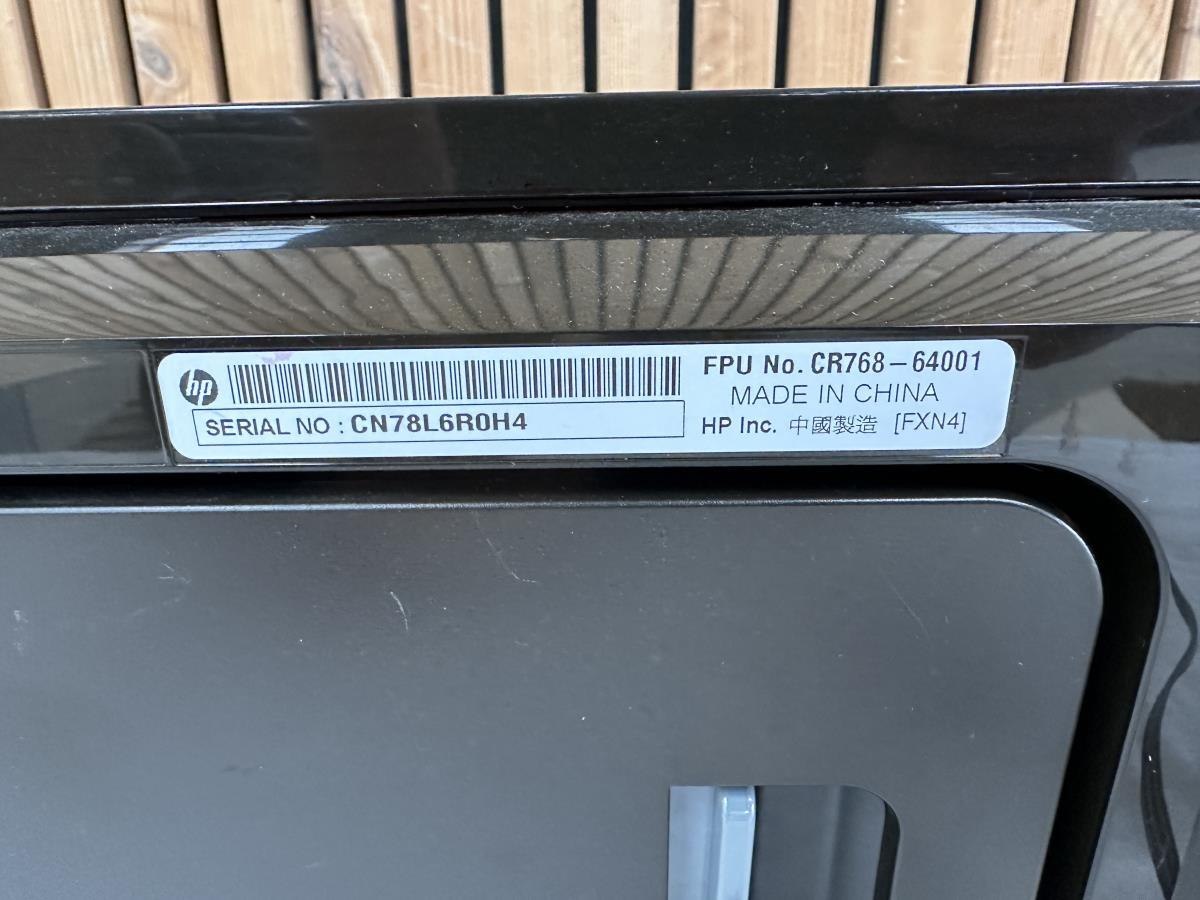 hp
SERIAL NO : CN78L6R0H4
FPU No. CR768-64001
MADE IN CHINA
HP Inc. 中國製造 [FXN4]